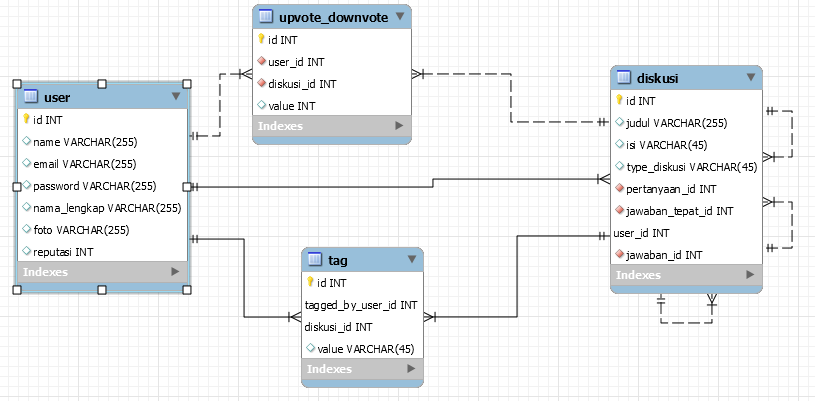 upvote_downvote
id INT
user_id INT
diskusi_id INT
value INT
Indexes
user
id INT
name VARCHAR(255)
email VARCHAR(255)
password VARCHAR(255)
nama_lengkap VARCHAR(255)
foto VARCHAR(255)
reputasi INT
Indexes
diskusi
id INT
judul VARCHAR(255)
isi VARCHAR(45)
type_diskusi VARCHAR(45)
pertanyaan_id INT
jawaban_tepat_id INT
user_id INT
jawaban_id INT
Indexes
tag
id INT
tagged_by_user_id INT
diskusi_id INT
value VARCHAR(45)
Indexes